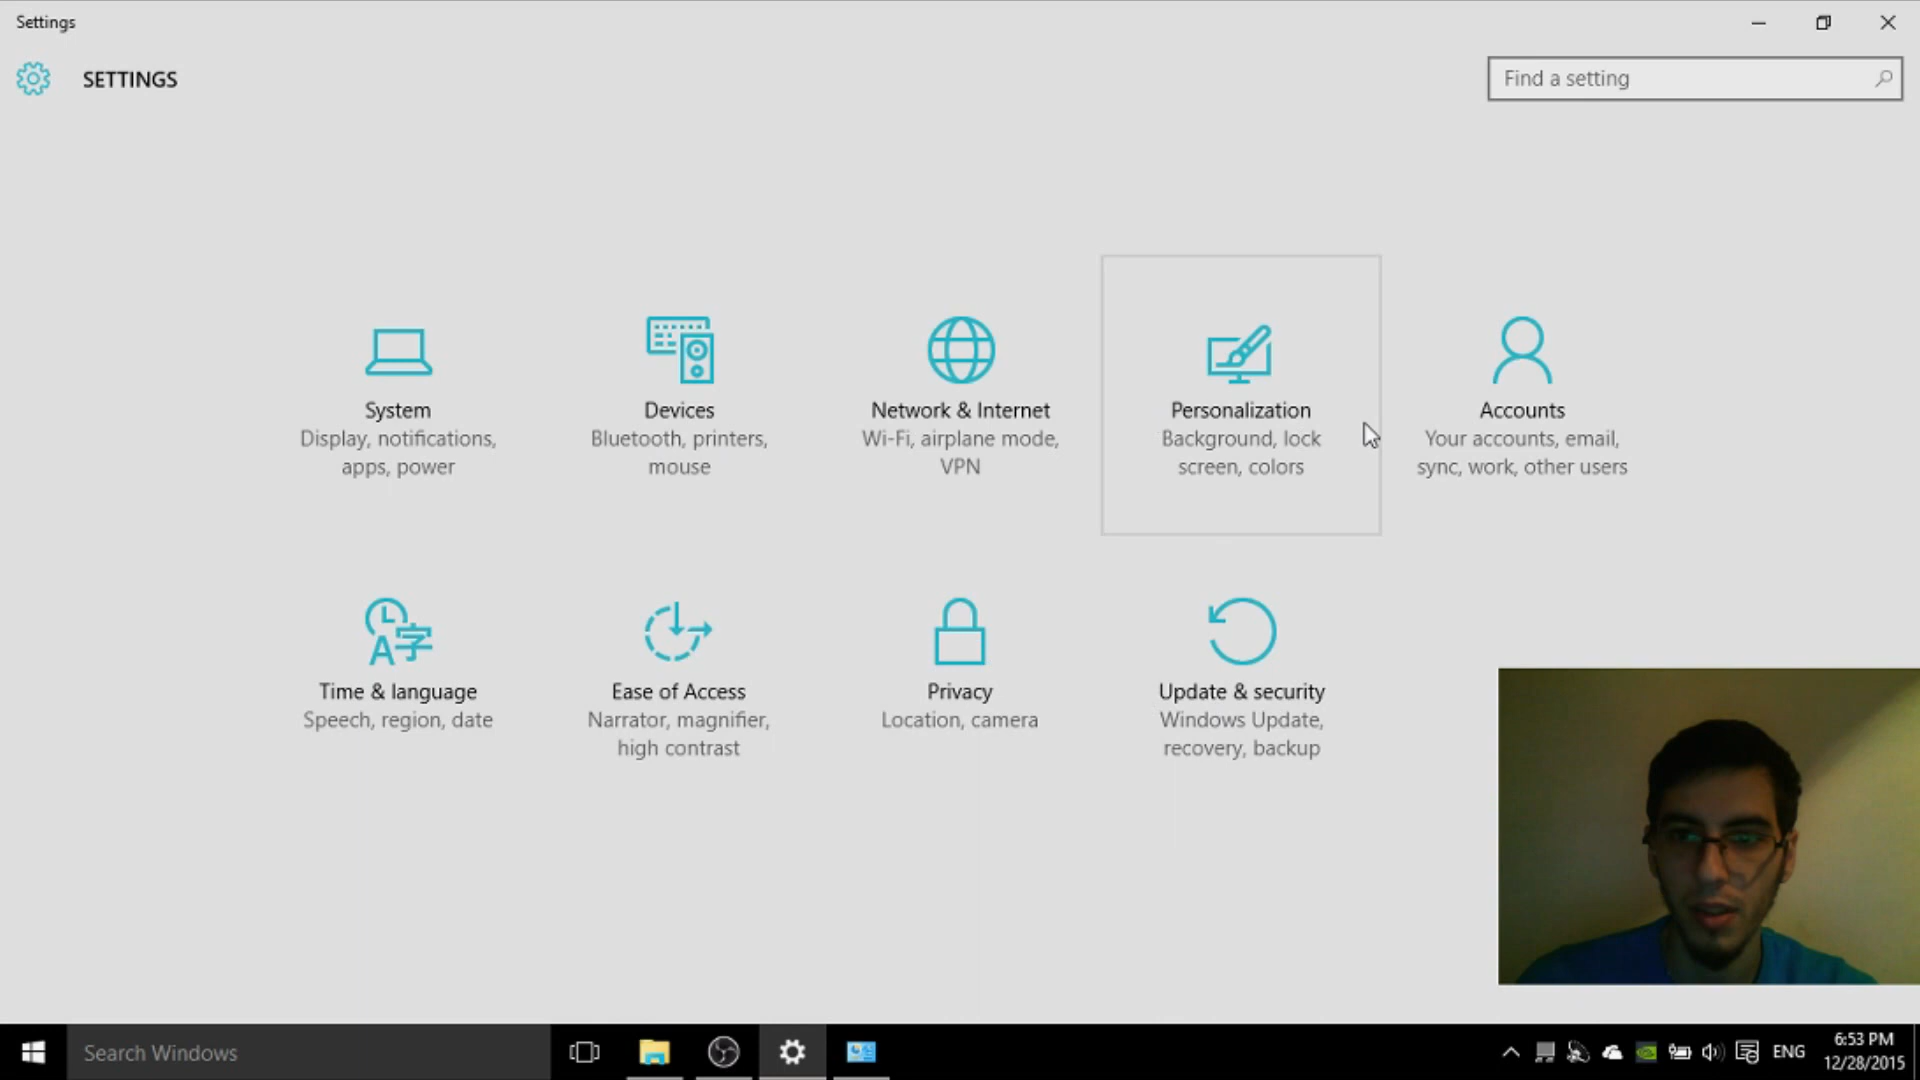 Settings
SETTINGS
Find a setting
System
Display, notifications,
apps, power
Devices
Bluetooth, printers,
mouse
Network & Internet
Wi-Fi, airplane mode,
VPN
Personalization
Background, lock
screen, colors
Accounts
Your accounts, email,
sync, work, other users
Time & language
Speech, region, date
Ease of Access
Narrator, magnifier,
high contrast
Privacy
Location, camera
Update & security
Windows Update,
recovery, backup
Search Windows
ENG
6:53 PM
12/28/2015